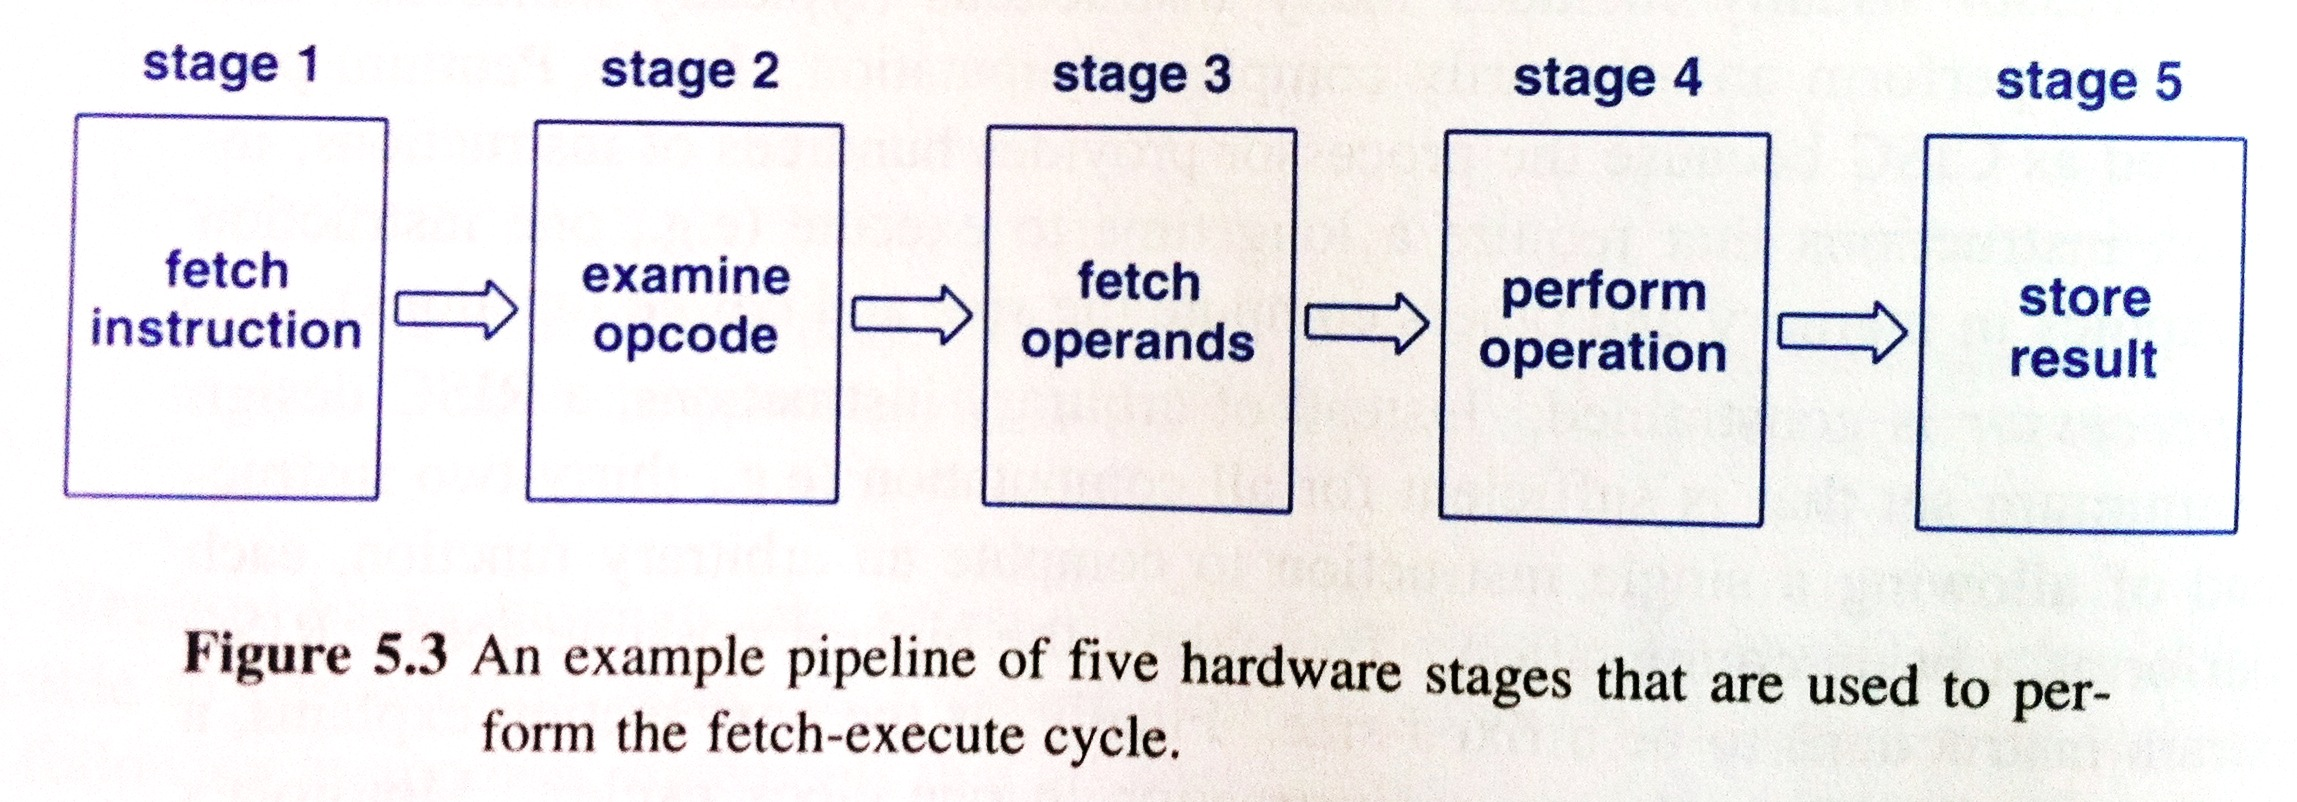 stage 1 stage 2 stage 3 stage 4 stage 5
fetch
instruction
examine
opcode
fetch
operands
perform
operation
store
result
Figure 5.3 An example pipeline of five hardware stages that are used to per-
form the fetch-execute cycle.